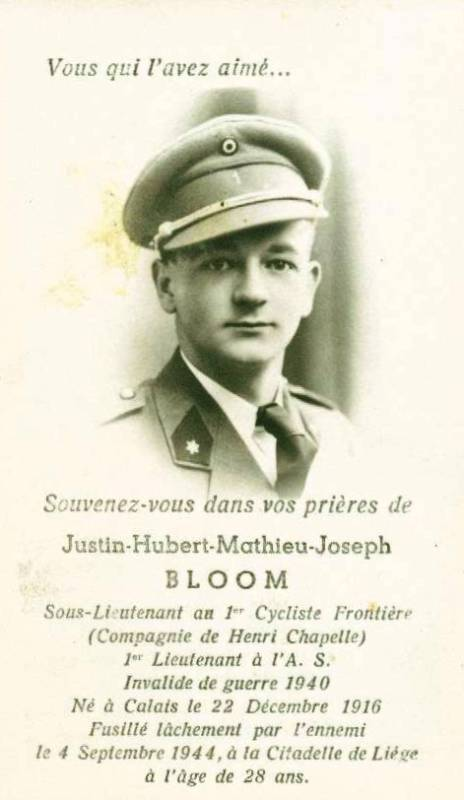 Vous qui l'avez aimé...
Souvenez-vous dans vos prières de
Justin-Hubert-Mathieu-Joseph
BLOOM
Sous-Lieutenant au 1er Cycliste Frontière
(Compagnie de Henri Chapelle)
1er Lieutenant à l'A. S.
Invalide de guerre 1940
Né à Calais le 22 Décembre 1916
Fusillé lâchement par l'ennemi
le 4 Septembre 1944, à la Citadelle de Liége
à l'âge de 28 ans.